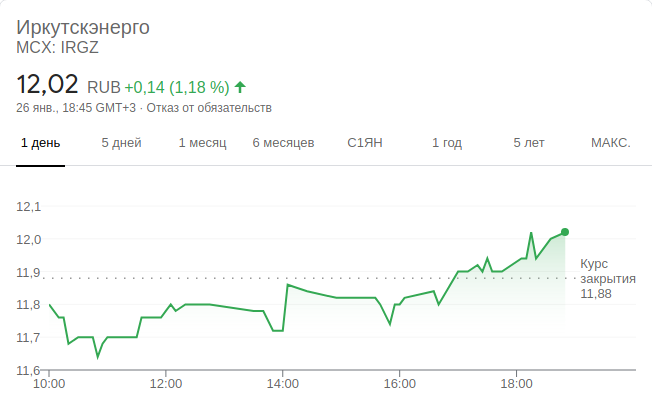 Иркутскэнерго
MCX: IRGZ
12,02 RUB +0,14 (1,18 %)
26 янв., 18:45 GMT+3 · Отказ от обязательств
1 день 5 дней 1 месяц 6 месяцев С1ЯН 1 год 5 лет МАКС.
12,1
12,0
11,9
11,8
11,7
11,6
Курс
закрытия
11,88
10:00 12:00 14:00 16:00 18:00